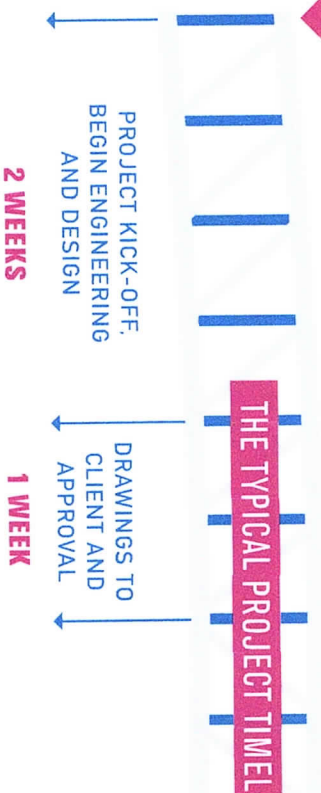 THE TYPICAL PROJECT TIMEL
PROJECT KICK-OFF,
BEGIN ENGINEERING
AND DESIGN
2 WEEKS
DRAWINGS TO
CLIENT AND
APPROVAL
1 WEEK